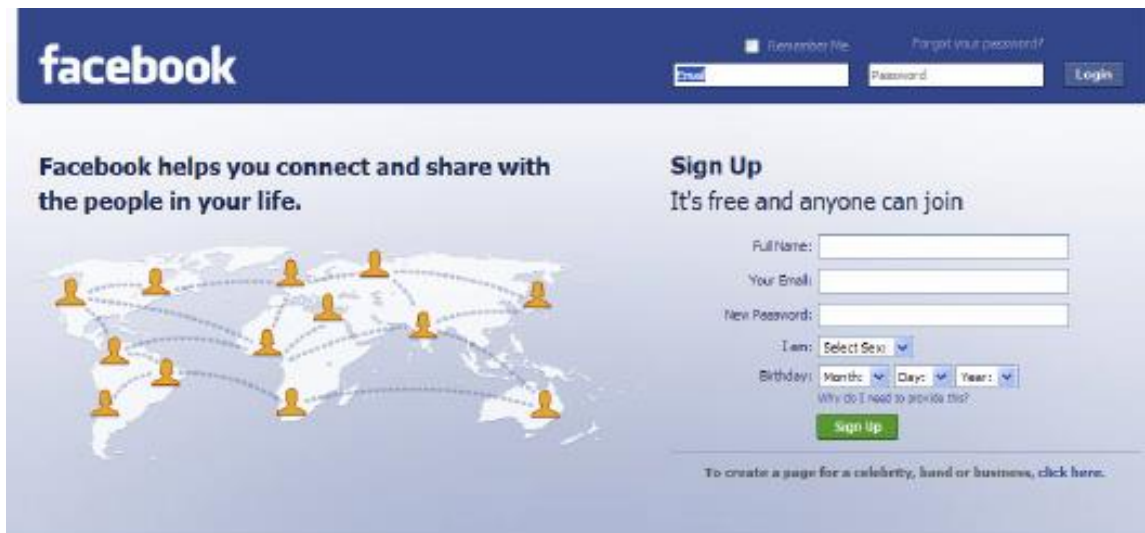 facebook
Remember Me
Forgot your password?
Email
Password
Login
Facebook helps you connect and share with
the people in your life.
Sign Up
It's free and anyone can join
Full Name:
Your Email:
New Password:
I am: Select Sex:
Birthday: Month: Day: Year:
Why do I need to provide this?
Sign Up
To create a page for a celebrity, band or business, click here.